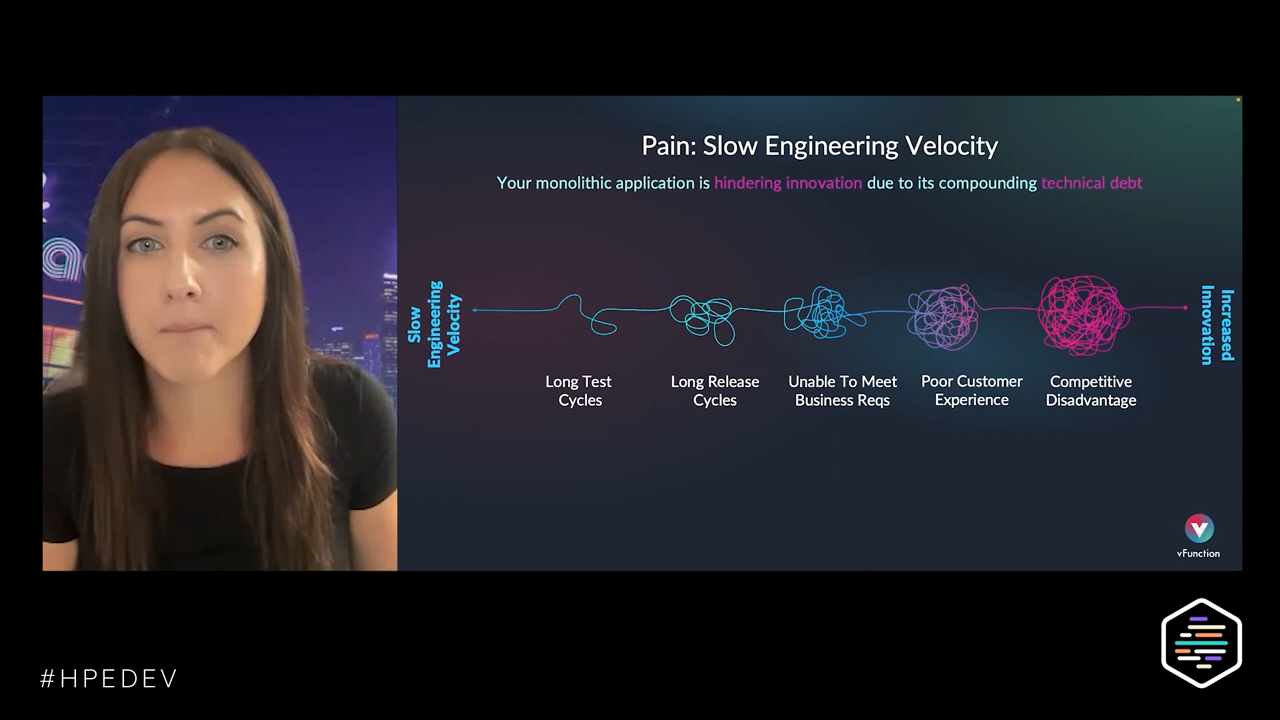 Pain: Slow Engineering Velocity
Your monolithic application is hindering innovation due to its compounding technical debt
Slow
Engineering
Velocity
Increased
Innovation
Long Test
Cycles
Long Release
Cycles
Unable To Meet
Business Reqs
Poor Customer
Experience
Competitive
Disadvantage
vFunction
#HPEDEV